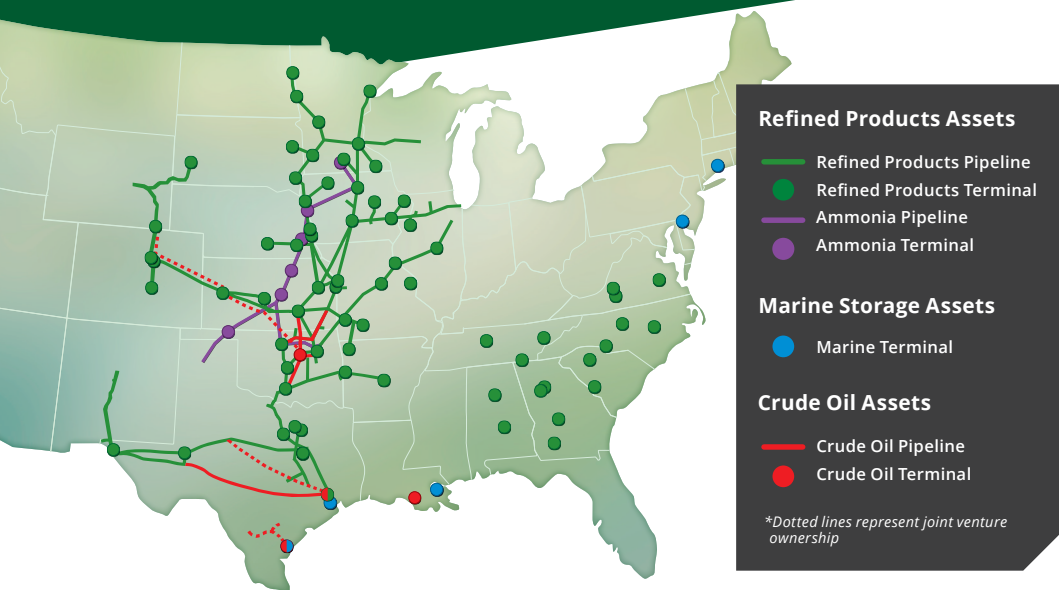 Refined Products Assets
Refined Products Pipeline
Refined Products Terminal
Ammonia Pipeline
Ammonia Terminal
Marine Storage Assets
Marine Terminal
Crude Oil Assets
Crude Oil Pipeline
Crude Oil Terminal
*Dotted lines represent joint venture
ownership